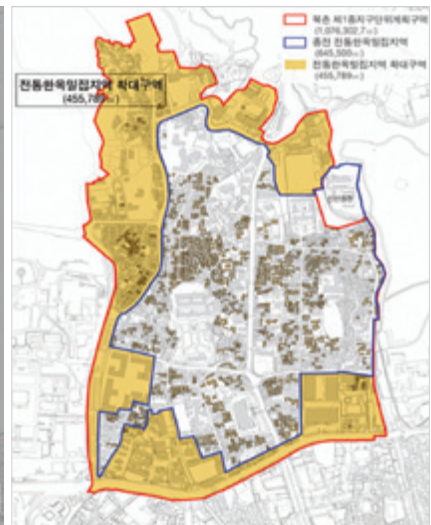 북촌 제1종지구단위계획구역
(1,076,302.7㎡)
종전 전통한옥밀집지역
(645,500㎡)
전통한옥밀집지역 확대구역
(455,789㎡)
전통한옥밀집지역 확대구역
(455,789㎡)